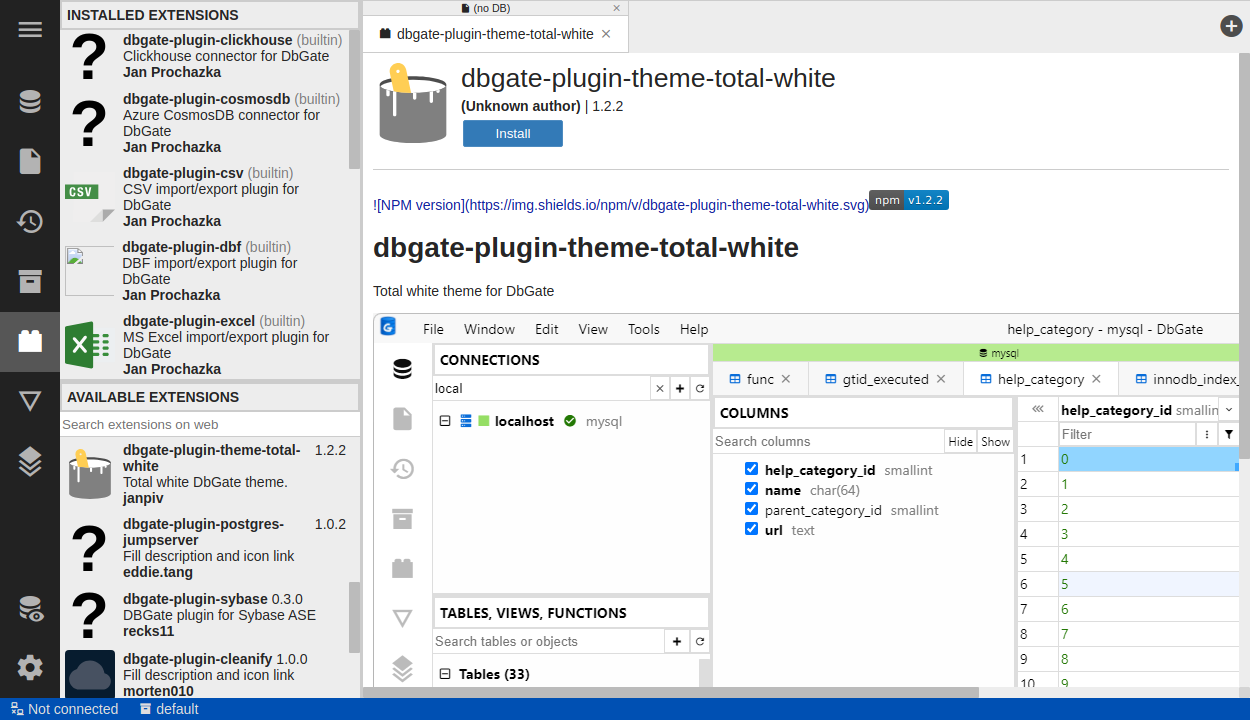 INSTALLED EXTENSIONS
dbgate-plugin-clickhouse (builtin)
Clickhouse connector for DbGate
Jan Prochazka
dbgate-plugin-cosmosdb (builtin)
Azure CosmosDB connector for
DbGate
Jan Prochazka
CSV
dbgate-plugin-csv (builtin)
CSV import/export plugin for
DbGate
Jan Prochazka
dbgate-plugin-dbf (builtin)
DBF import/export plugin for
DbGate
Jan Prochazka
dbgate-plugin-excel (builtin)
MS Excel import/export plugin for
DbGate
Jan Prochazka
AVAILABLE EXTENSIONS
Search extensions on web
dbgate-plugin-theme-total-white 1.2.2
Total white DbGate theme.
janpiv
dbgate-plugin-postgres-jumpserver 1.0.2
Fill description and icon link
eddie.tang
dbgate-plugin-sybase 0.3.0
DBGate plugin for Sybase ASE
recks11
dbgate-plugin-cleanify 1.0.0
Fill description and icon link
morten010
(no DB)
dbgate-plugin-theme-total-white
dbgate-plugin-theme-total-white
(Unknown author) | 1.2.2
Install
![NPM version](https://img.shields.io/npm/v/dbgate-plugin-theme-total-white.svg) npm v1.2.2
dbgate-plugin-theme-total-white
Total white theme for DbGate
File Window Edit View Tools Help help_category - mysql - DbGate
CONNECTIONS
local
localhost mysql
TABLES, VIEWS, FUNCTIONS
Search tables or objects
Tables (33)
mysql
func gtid_executed help_category innodb_index_
COLUMNS
Search columns Hide Show
help_category_id smallint
name char(64)
parent_category_id smallint
url text
help_category_id smallin
Filter
1 0
2 1
3 2
4 3
5 4
6 5
7 6
8 7
9 8
10 9
Not connected default